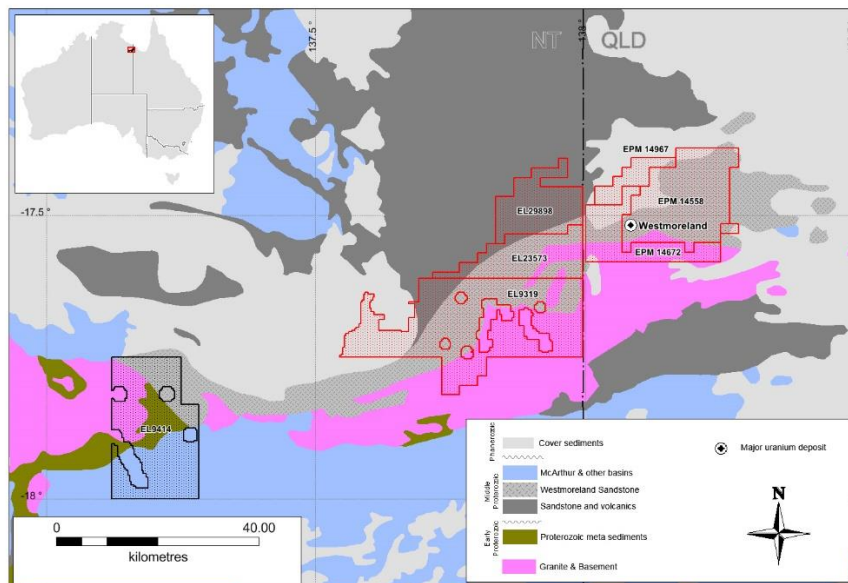 137.5 °
138 °
NT
QLD
EPM 14967
-17.5
EL29898
EPM 14558
Westmoreland
EL23573
EPM 14672
EL9319
EL9414
-18 °
0
40.00
kilometres
Phanerozoic
Cover sediments
Major uranium deposit
Middle Proterozoic
McArthur & other basins
Westmoreland Sandstone
Sandstone and volcanics
N
Early Proterozoic
Proterozoic meta sediments
Granite & Basement